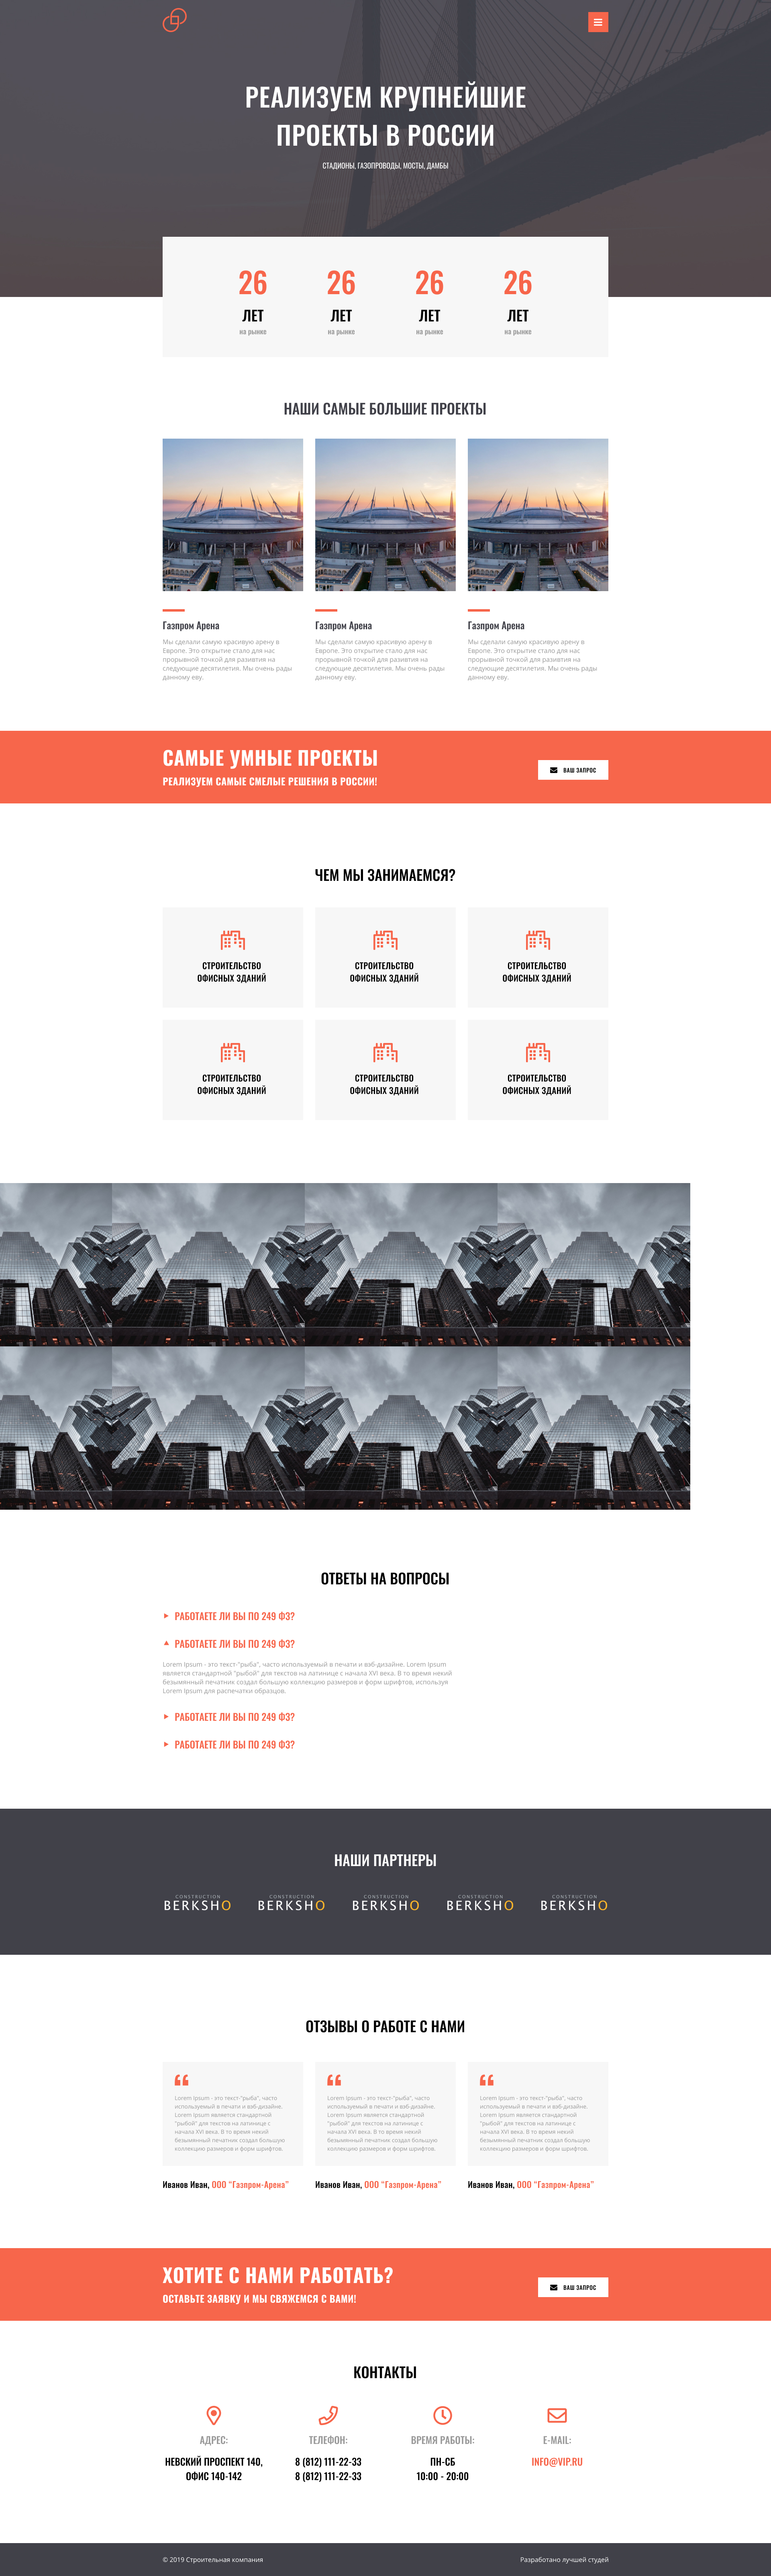 РЕАЛИЗУЕМ КРУПНЕЙШИЕ
ПРОЕКТЫ В РОССИИ
СТАДИОНЫ, ГАЗОПРОВОДЫ, МОСТЫ, ДАМБЫ
26 26 26 26
ЛЕТ ЛЕТ ЛЕТ ЛЕТ
на рынке на рынке на рынке на рынке
НАШИ САМЫЕ БОЛЬШИЕ ПРОЕКТЫ
Газпром Арена
Мы сделали самую красивую арену в
Европе. Это открытие стало для нас
прорывной точкой для разивтия на
следующие десятилетия. Мы очень рады
данному еву.
Газпром Арена
Мы сделали самую красивую арену в
Европе. Это открытие стало для нас
прорывной точкой для разивтия на
следующие десятилетия. Мы очень рады
данному еву.
Газпром Арена
Мы сделали самую красивую арену в
Европе. Это открытие стало для нас
прорывной точкой для разивтия на
следующие десятилетия. Мы очень рады
данному еву.
САМЫЕ УМНЫЕ ПРОЕКТЫ
РЕАЛИЗУЕМ САМЫЕ СМЕЛЫЕ РЕШЕНИЯ В РОССИИ!
ВАШ ЗАПРОС
ЧЕМ МЫ ЗАНИМАЕМСЯ?
СТРОИТЕЛЬСТВО
ОФИСНЫХ ЗДАНИЙ
СТРОИТЕЛЬСТВО
ОФИСНЫХ ЗДАНИЙ
СТРОИТЕЛЬСТВО
ОФИСНЫХ ЗДАНИЙ
СТРОИТЕЛЬСТВО
ОФИСНЫХ ЗДАНИЙ
СТРОИТЕЛЬСТВО
ОФИСНЫХ ЗДАНИЙ
СТРОИТЕЛЬСТВО
ОФИСНЫХ ЗДАНИЙ
ОТВЕТЫ НА ВОПРОСЫ
РАБОТАЕТЕ ЛИ ВЫ ПО 249 ФЗ?
РАБОТАЕТЕ ЛИ ВЫ ПО 249 ФЗ?
Lorem Ipsum - это текст-"рыба", часто используемый в печати и вэб-дизайне. Lorem Ipsum
является стандартной "рыбой" для текстов на латинице с начала XVI века. В то время некий
безымянный печатник создал большую коллекцию размеров и форм шрифтов, используя
Lorem Ipsum для распечатки образцов.
РАБОТАЕТЕ ЛИ ВЫ ПО 249 ФЗ?
РАБОТАЕТЕ ЛИ ВЫ ПО 249 ФЗ?
НАШИ ПАРТНЕРЫ
CONSTRUCTION
BERKSHO
CONSTRUCTION
BERKSHO
CONSTRUCTION
BERKSHO
CONSTRUCTION
BERKSHO
CONSTRUCTION
BERKSHO
ОТЗЫВЫ О РАБОТЕ С НАМИ
Lorem Ipsum - это текст-"рыба", часто
используемый в печати и вэб-дизайне.
Lorem Ipsum является стандартной
"рыбой" для текстов на латинице с
начала XVI века. В то время некий
безымянный печатник создал большую
коллекцию размеров и форм шрифтов.
Иванов Иван, ООО "Газпром-Арена"
Lorem Ipsum - это текст-"рыба", часто
используемый в печати и вэб-дизайне.
Lorem Ipsum является стандартной
"рыбой" для текстов на латинице с
начала XVI века. В то время некий
безымянный печатник создал большую
коллекцию размеров и форм шрифтов.
Иванов Иван, ООО "Газпром-Арена"
Lorem Ipsum - это текст-"рыба", часто
используемый в печати и вэб-дизайне.
Lorem Ipsum является стандартной
"рыбой" для текстов на латинице с
начала XVI века. В то время некий
безымянный печатник создал большую
коллекцию размеров и форм шрифтов.
Иванов Иван, ООО "Газпром-Арена"
ХОТИТЕ С НАМИ РАБОТАТЬ?
ОСТАВЬТЕ ЗАЯВКУ И МЫ СВЯЖЕМСЯ С ВАМИ!
ВАШ ЗАПРОС
КОНТАКТЫ
АДРЕС:
НЕВСКИЙ ПРОСПЕКТ 140,
ОФИС 140-142
ТЕЛЕФОН:
8 (812) 111-22-33
8 (812) 111-22-33
ВРЕМЯ РАБОТЫ:
ПН-СБ
10:00 - 20:00
E-MAIL:
INFO@VIP.RU
© 2019 Строительная компания
Разработано лучшей студей